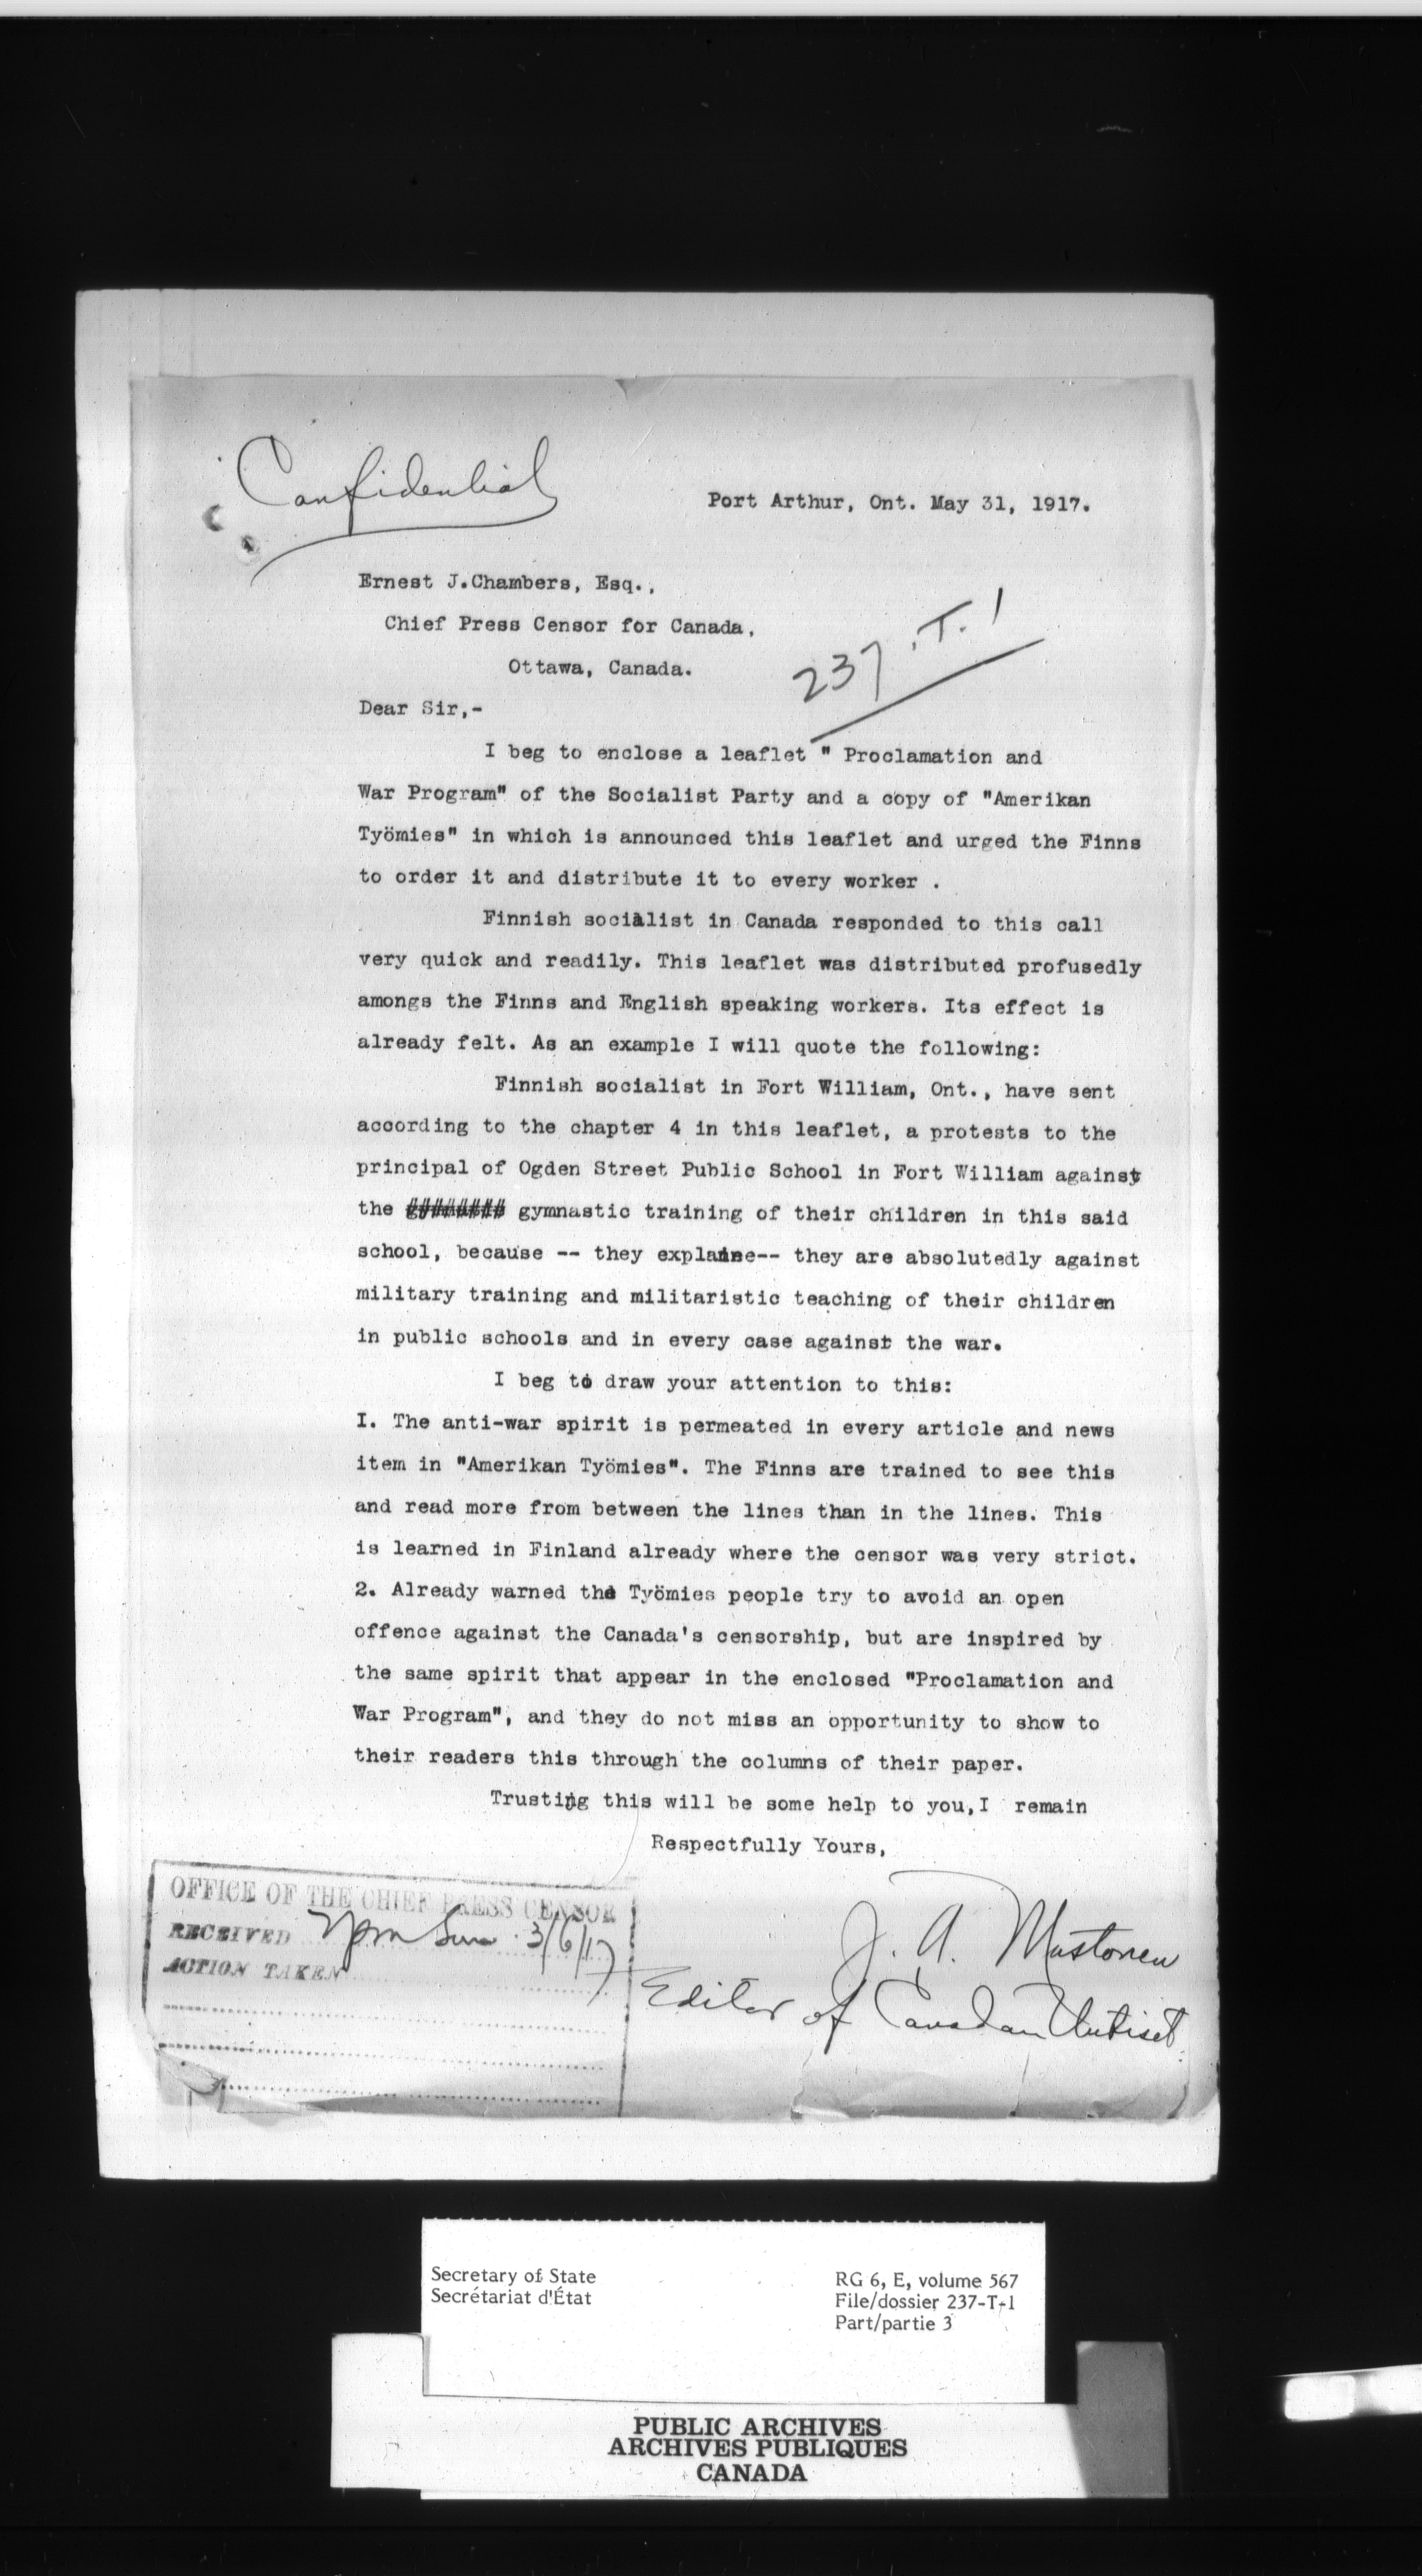 Confidential
Port Arthur, Ont. May 31, 1917.
Ernest J.Chambers, Esq.,
Chief Press Censor for Canada,
Ottawa, Canada.
237.T.1
Dear Sir,-
I beg to enclose a leaflet " Proclamation and
War Program" of the Socialist Party and a copy of "Amerikan
Työmies" in which is announced this leaflet and urged the Finns
to order it and distribute it to every worker .
Finnish socialist in Canada responded to this call
very quick and readily. This leaflet was distributed profusedly
amongs the Finns and English speaking workers. Its effect is
already felt. As an example I will quote the following:
Finnish socialist in Fort William, Ont., have sent
according to the chapter 4 in this leaflet, a protests to the
principal of Ogden Street Public School in Fort William against
the ######## gymnastic training of their children in this said
school, because -- they explaine-- they are absolutedly against
military training and militaristic teaching of their children
in public schools and in every case against the war.
I beg to draw your attention to this:
I. The anti-war spirit is permeated in every article and news
item in "Amerikan Työmies". The Finns are trained to see this
and read more from between the lines than in the lines. This
is learned in Finland already where the censor was very strict.
2. Already warned the Työmies people try to avoid an open
offence against the Canada's censorship, but are inspired by
the same spirit that appear in the enclosed "Proclamation and
War Program", and they do not miss an opportunity to show to
their readers this through the columns of their paper.
Trusting this will be some help to you,I remain
Respectfully Yours,
J. A. Mustonen
Editor of Canadan Uutiset
OFFICE OF THE CHIEF PRESS CENSOR
RECEIVED pm Sun. 3/6/17
ACTION TAKEN
Secretary of State
Secrétariat d'État
RG 6, E, volume 567
File/dossier 237-T-1
Part/partie 3
PUBLIC ARCHIVES
ARCHIVES PUBLIQUES
CANADA